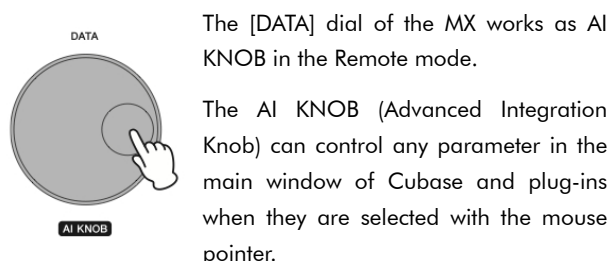 DATA
AI KNOB
The [DATA] dial of the MX works as AI
KNOB in the Remote mode.
The AI KNOB (Advanced Integration
Knob) can control any parameter in the
main window of Cubase and plug-ins
when they are selected with the mouse
pointer.